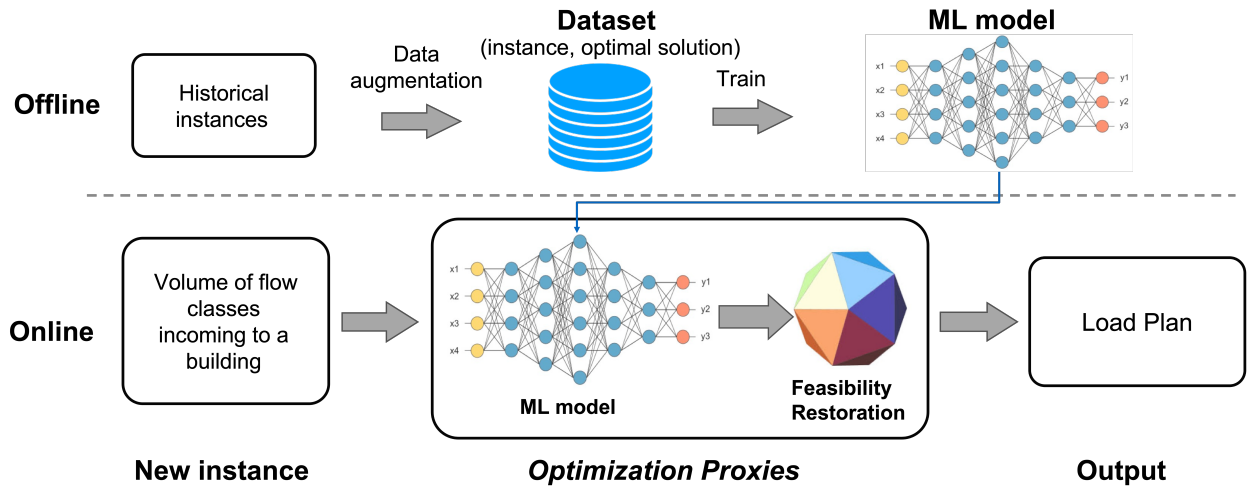 Offline
Historical
instances
Data
augmentation
Dataset
(instance, optimal solution)
Train
ML model
x1
x2
x3
x4
y1
y2
y3
Online
Volume of flow
classes
incoming to a
building
x1
x2
x3
x4
y1
y2
y3
ML model
Feasibility
Restoration
Load Plan
New instance
Optimization Proxies
Output